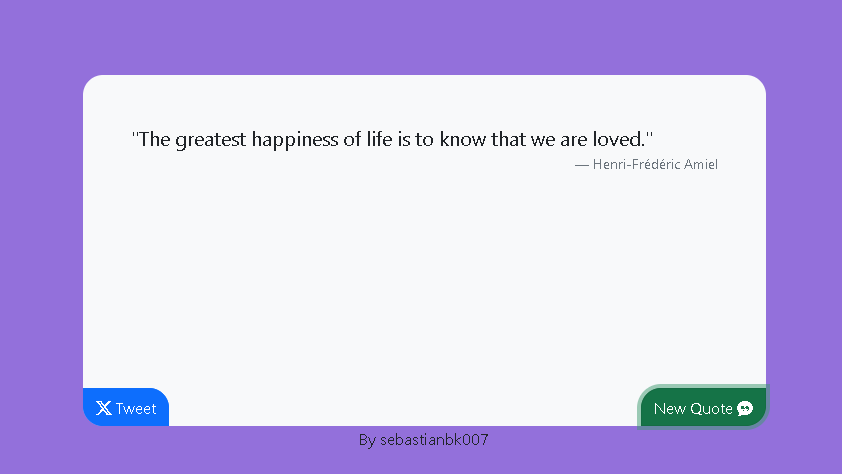 "The greatest happiness of life is to know that we are loved."
— Henri-Frédéric Amiel
Tweet
New Quote
By sebastianbk007